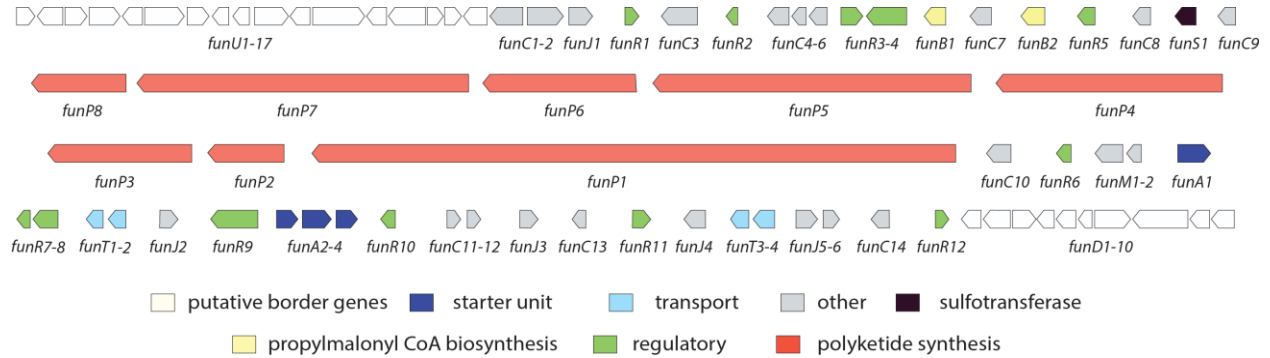 funU1-17 funC1-2 funJ1 funR1 funC3 funR2 funC4-6 funR3-4 funB1 funC7 funB2 funR5 funC8 funS1 funC9
funP8 funP7 funP6 funP5 funP4
funP3 funP2 funP1 funC10 funR6 funM1-2 funA1
funR7-8 funT1-2 funJ2 funR9 funA2-4 funR10 funC11-12 funJ3 funC13 funR11 funJ4 funT3-4 funJ5-6 funC14 funR12 funD1-10
putative border genes starter unit transport other sulfotransferase
propylmalonyl CoA biosynthesis regulatory polyketide synthesis